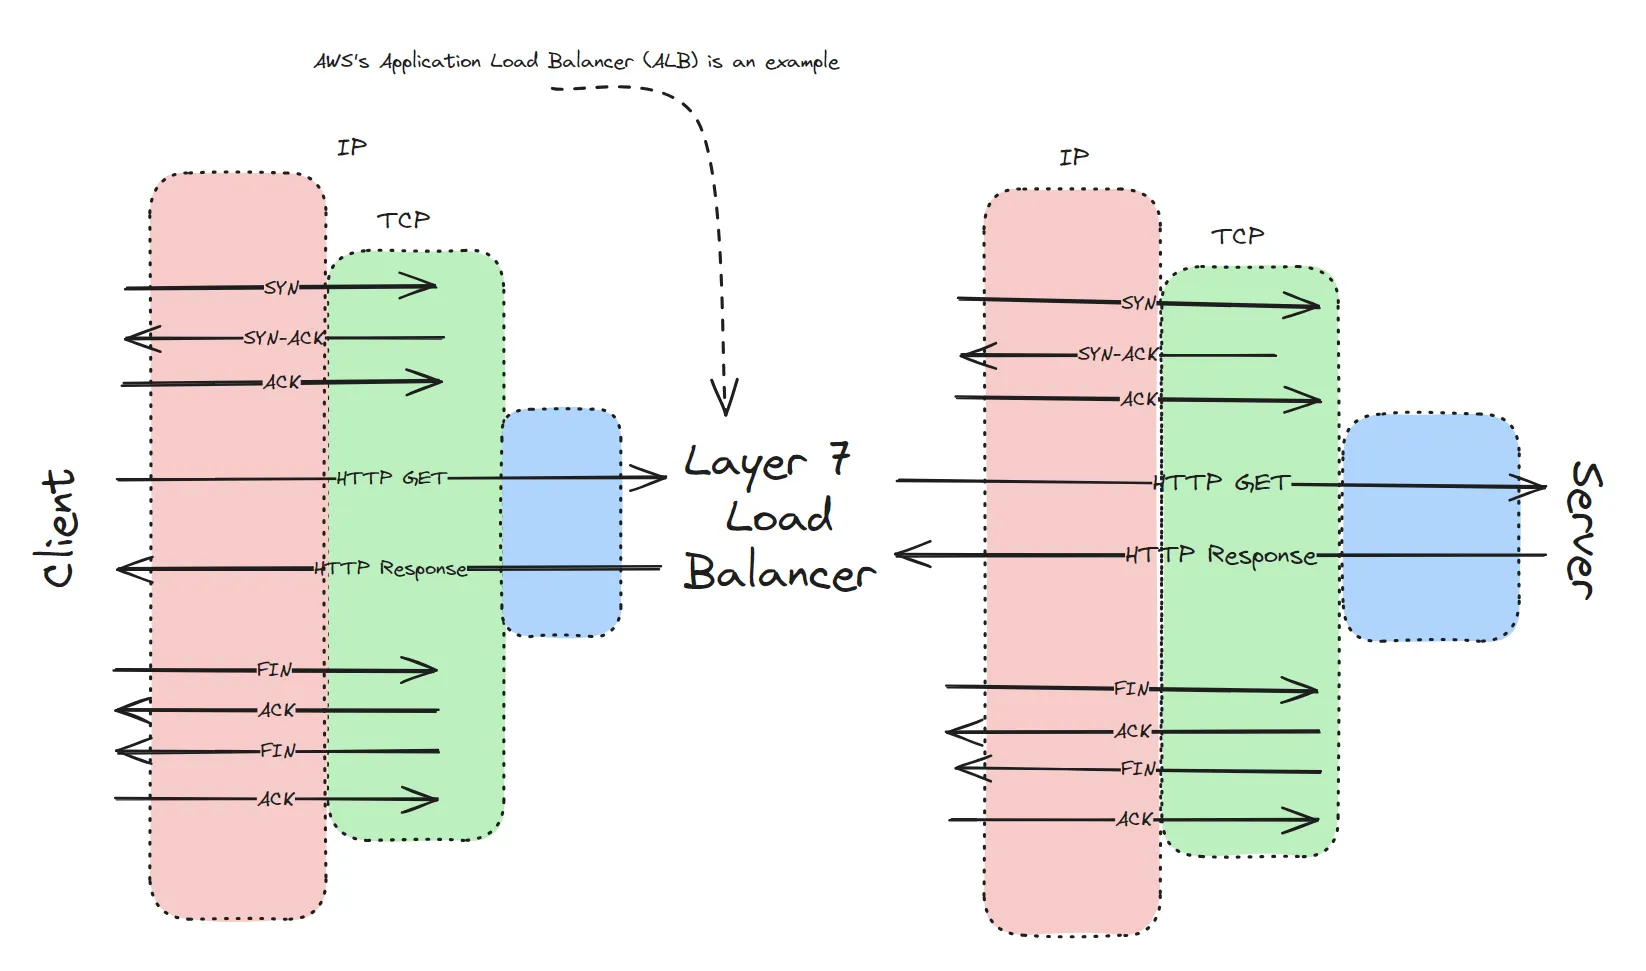 AWS's Application Load Balancer (ALB) is an example
IP
TCP
SYN
SYN-ACK
ACK
HTTP GET
HTTP Response
FIN
ACK
FIN
ACK
Client
Layer 7
Load
Balancer
IP
TCP
SYN
SYN-ACK
ACK
HTTP GET
HTTP Response
FIN
ACK
FIN
ACK
Server